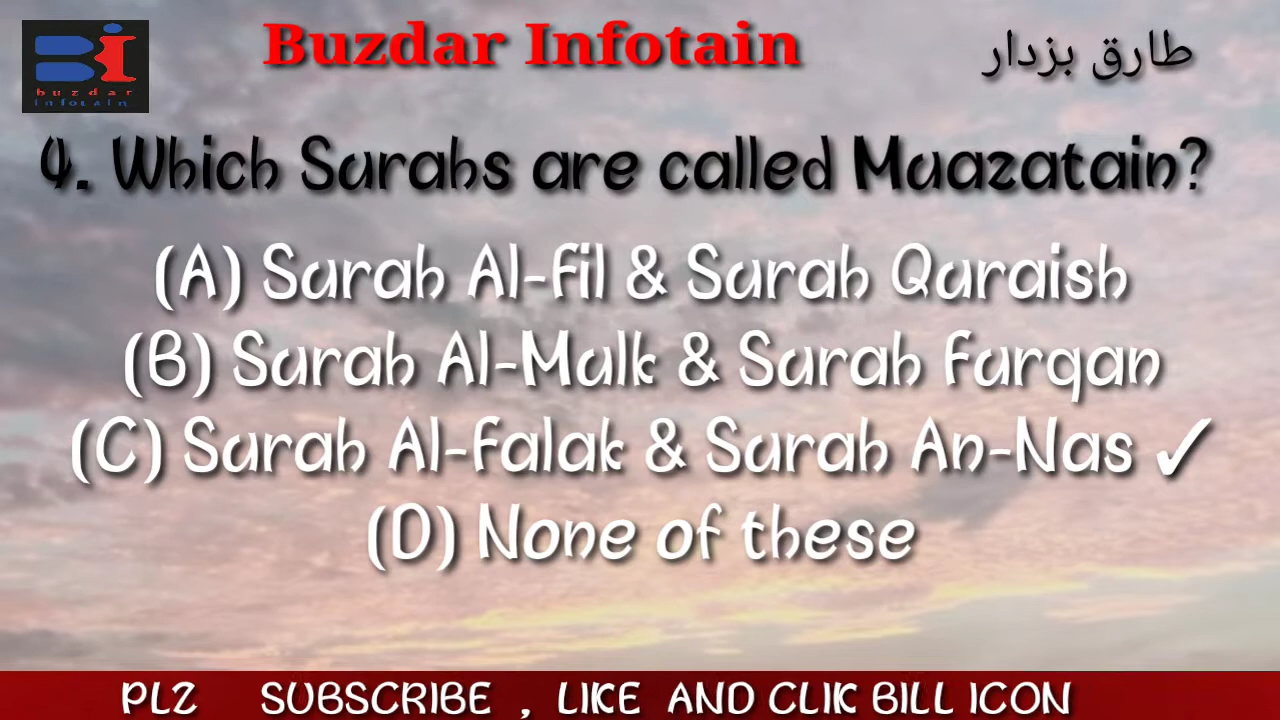 Bi
buzdar
infotain
Buzdar Infotain
طارق بزدار
4. Which Surahs are called Muazatain?
(A) Surah Al-Fil & Surah Quraish
(B) Surah Al-Mulk & Surah Furqan
(C) Surah Al-Falak & Surah An-Nas ✓
(D) None of these
PLZ SUBSCRIBE , LIKE AND CLIK BILL ICON